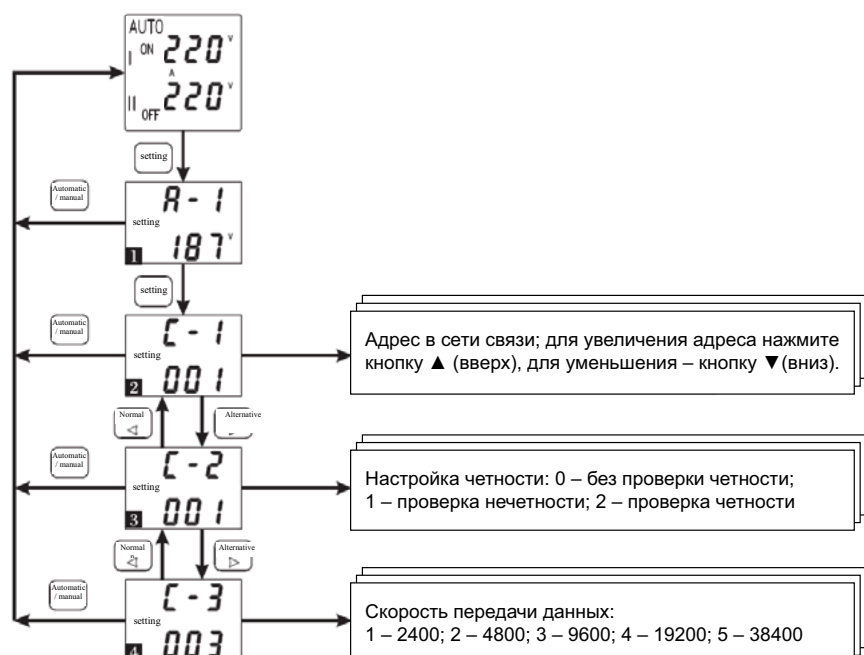 AUTO
I ON 220 V
A
II OFF 220 V
setting
Automatic
/ manual
A-1
setting
1 187 V
setting
Automatic
/ manual
C-1
setting
2 001
Адрес в сети связи; для увеличения адреса нажмите
кнопку ▲ (вверх), для уменьшения – кнопку ▼(вниз).
Normal
Alternative
Automatic
/ manual
C-2
setting
3 001
Настройка четности: 0 – без проверки четности;
1 – проверка нечетности; 2 – проверка четности
Normal
Alternative
Automatic
/ manual
C-3
setting
4 003
Скорость передачи данных:
1 – 2400; 2 – 4800; 3 – 9600; 4 – 19200; 5 – 38400